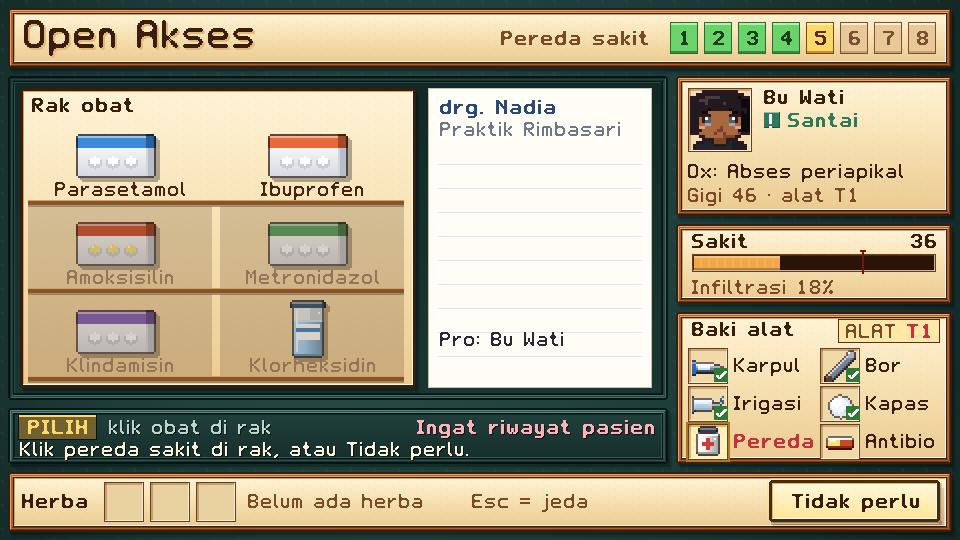 Open Akses
Pereda sakit 1 2 3 4 5 6 7 8
Rak obat
Parasetamol Ibuprofen
Amoksisilin Metronidazol
Klindamisin Klorheksidin
drg. Nadia
Praktik Rimbasari
Pro: Bu Wati
Bu Wati
Santai
Dx: Abses periapikal
Gigi 46 · alat T1
Sakit 36
Infiltrasi 18%
Baki alat ALAT T1
Karpul Bor
Irigasi Kapas
Pereda Antibio
PILIH klik obat di rak Ingat riwayat pasien
Klik pereda sakit di rak, atau Tidak perlu.
Herba Belum ada herba Esc = jeda Tidak perlu